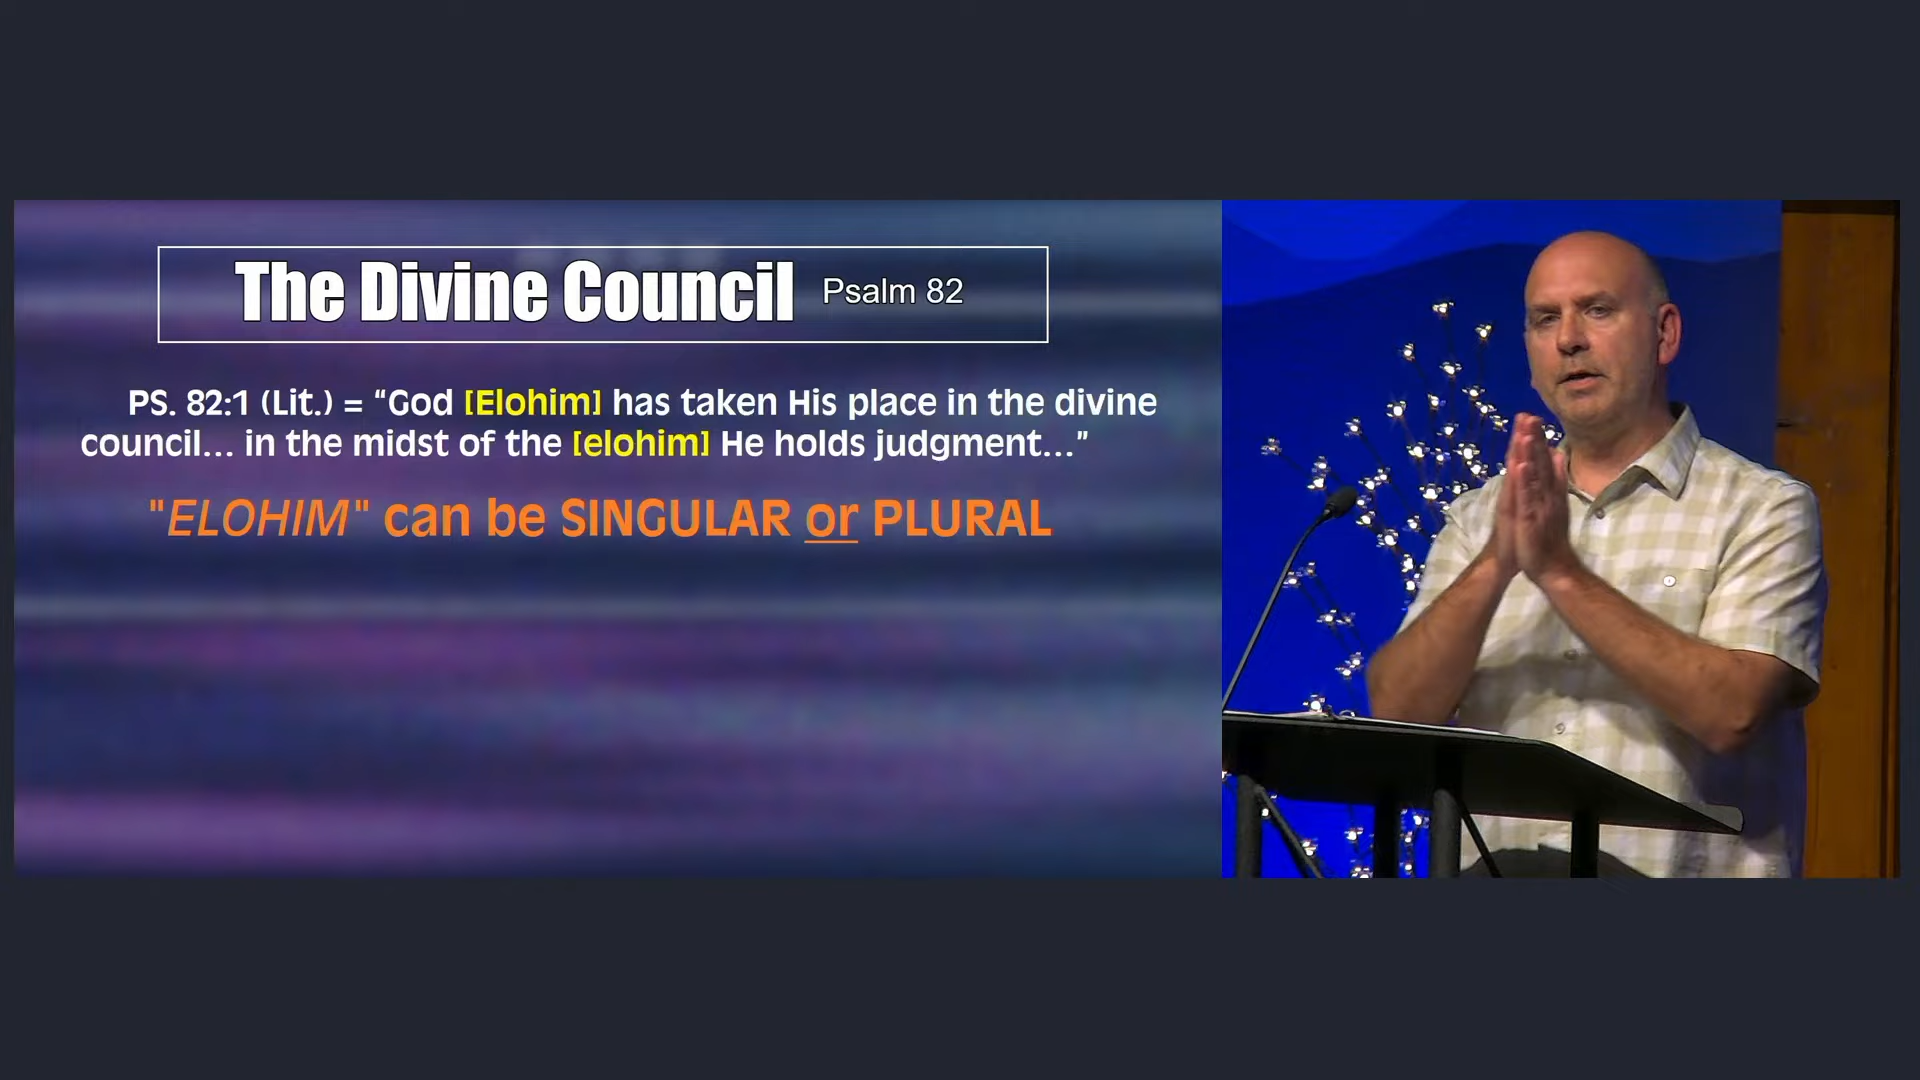 The Divine Council Psalm 82
PS. 82:1 (Lit.) = “God [Elohim] has taken His place in the divine
council... in the midst of the [elohim] He holds judgment...”
"ELOHIM" can be SINGULAR or PLURAL